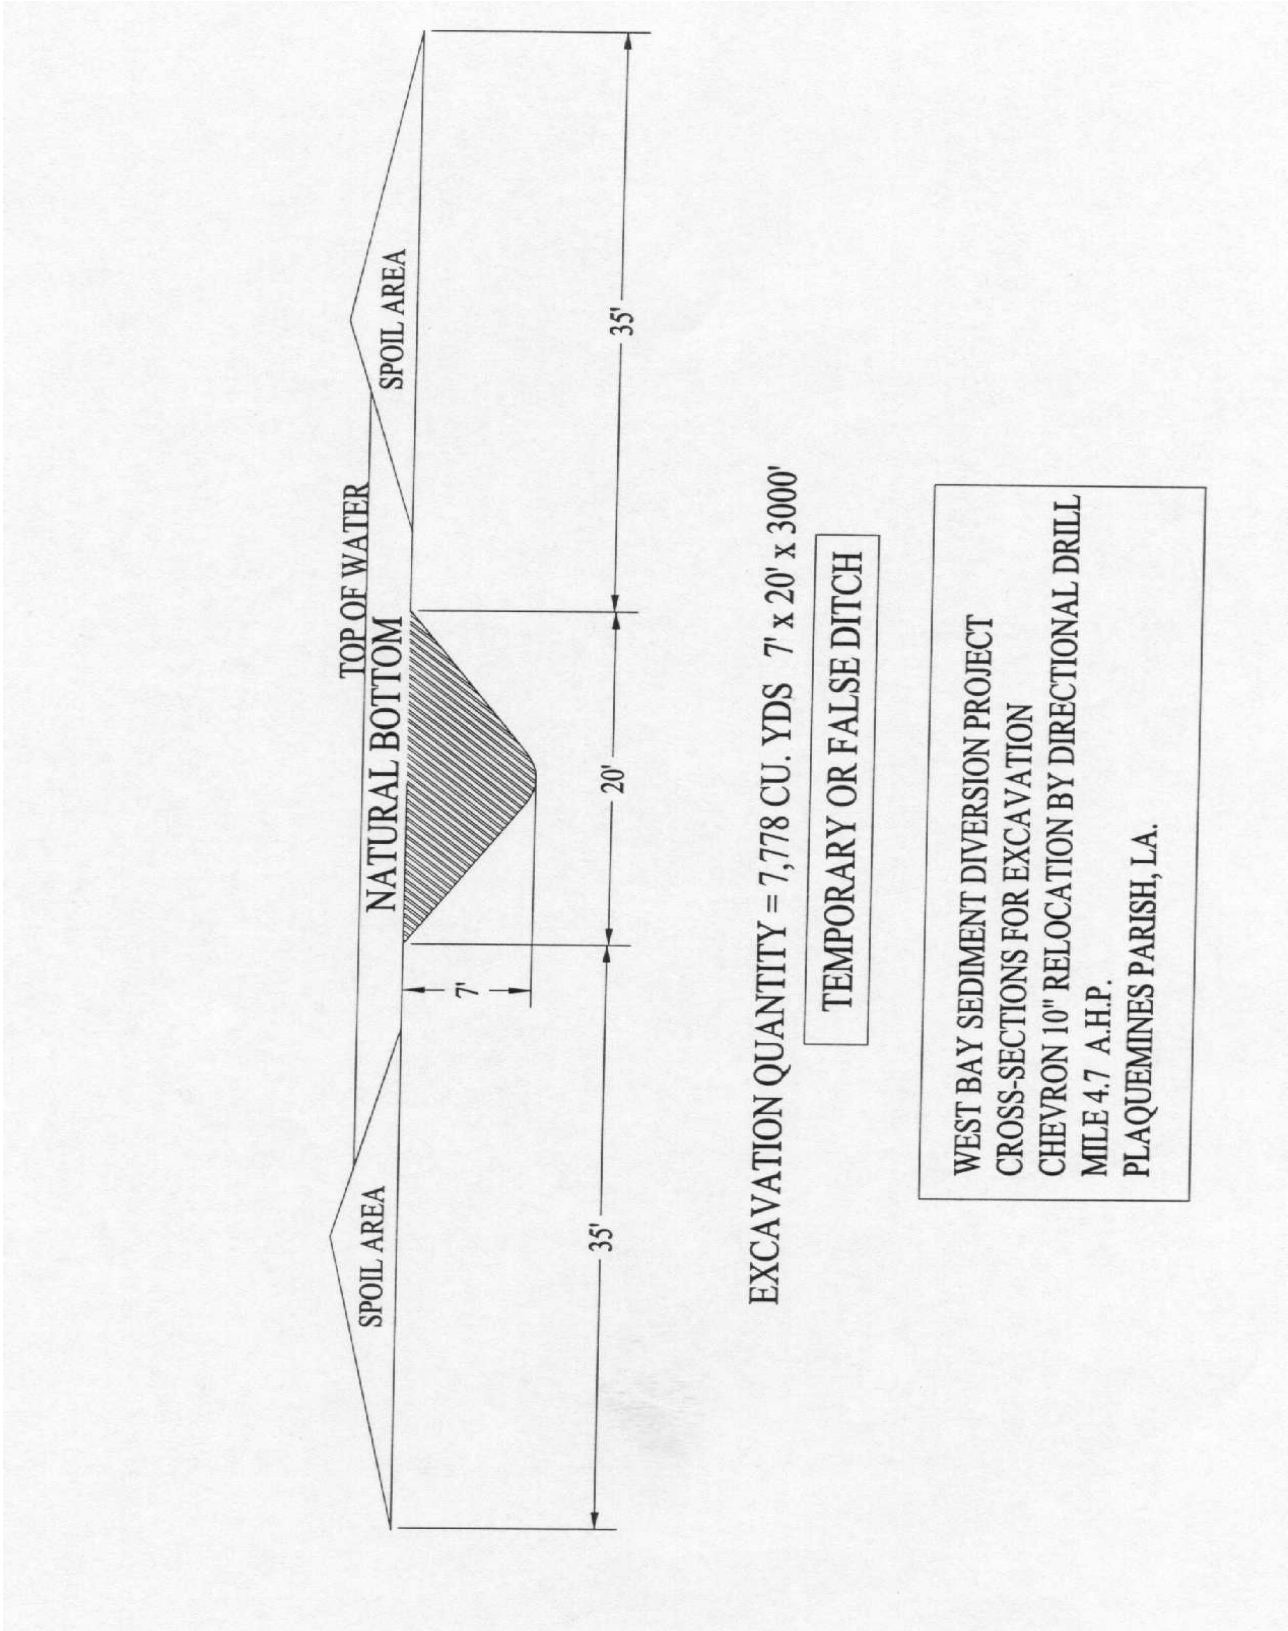 TOP OF WATER
NATURAL BOTTOM
SPOIL AREA
SPOIL AREA
7'
35'
20'
35'
EXCAVATION QUANTITY = 7,778 CU. YDS 7' x 20' x 3000'
TEMPORARY OR FALSE DITCH
WEST BAY SEDIMENT DIVERSION PROJECT
CROSS-SECTIONS FOR EXCAVATION
CHEVRON 10" RELOCATION BY DIRECTIONAL DRILL
MILE 4.7 A.H.P.
PLAQUEMINES PARISH, LA.